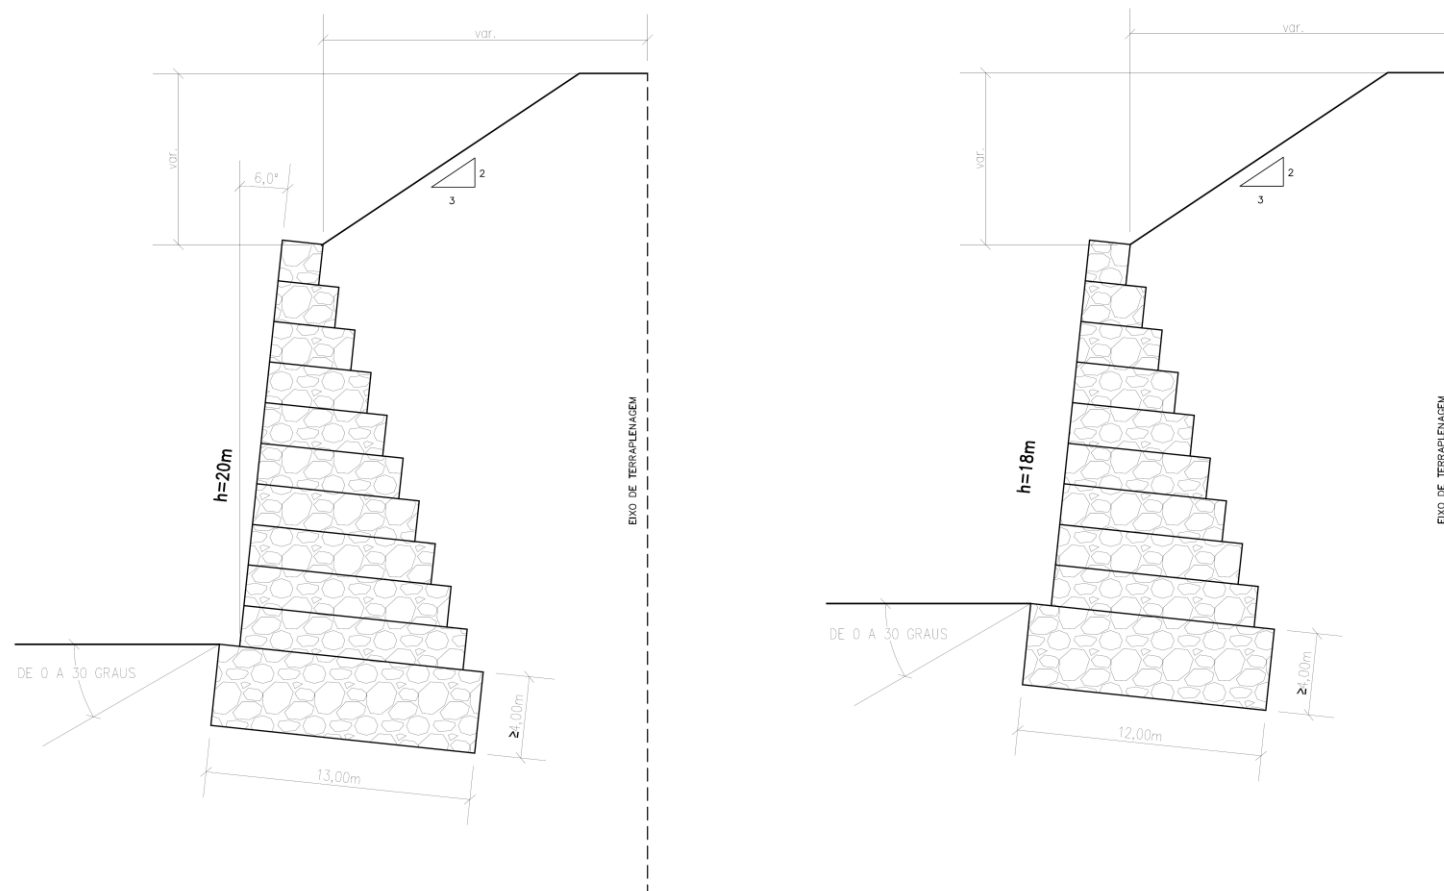 var.
var.
6,0°
2
3
h=20m
EIXO DE TERRAPLENAGEM
DE 0 A 30 GRAUS
≥4,00m
13,00m
var.
var.
2
3
h=18m
EIXO DE TERRAPLENAGEM
DE 0 A 30 GRAUS
≥4,00m
12,00m